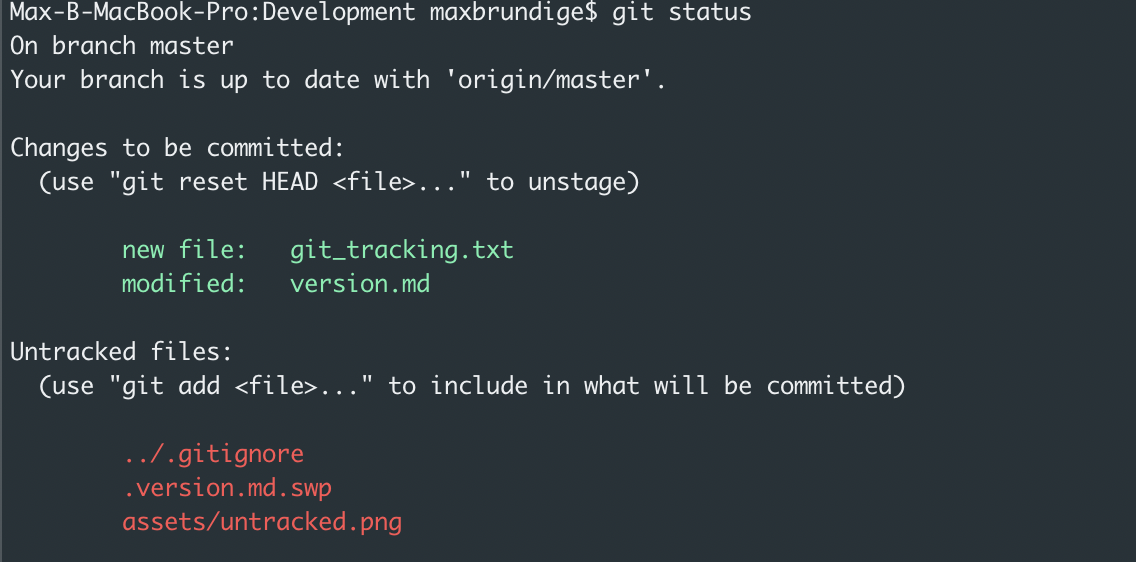 Max-B-MacBook-Pro:Development maxbrundige$ git status
On branch master
Your branch is up to date with 'origin/master'.
Changes to be committed:
(use "git reset HEAD <file>..." to unstage)
new file:   git_tracking.txt
modified:   version.md
Untracked files:
(use "git add <file>..." to include in what will be committed)
../.gitignore
.version.md.swp
assets/untracked.png